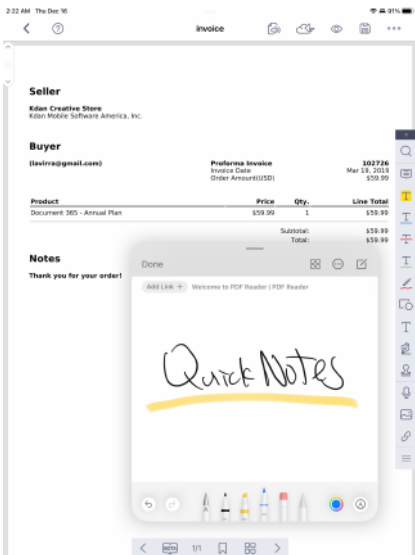 2:22 AM Thu Dec 16 91%
invoice
Seller
Kdan Creative Store
Kdan Mobile Software America, Inc.
Buyer
(lavirra@gmail.com) Proforma Invoice 102726
Invoice Date Mar 19, 2019
Order Amount(USD) $59.99
Product Price Qty. Line Total
Document 365 - Annual Plan $59.99 1 $59.99
Subtotal: $59.99
Total: $59.99
Notes
Thank you for your order!
Done
Add Link + Welcome to PDF Reader | PDF Reader
Quick Notes
1/1